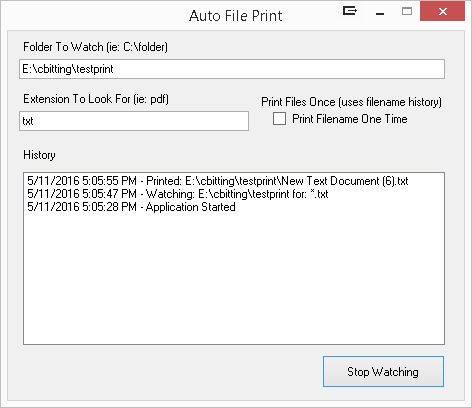 Auto File Print
Folder To Watch (ie: C:\folder)
E:\cbitting\testprint
Extension To Look For (ie: pdf)
txt
Print Files Once (uses filename history)
Print Filename One Time
History
5/11/2016 5:05:55 PM - Printed: E:\cbitting\testprint\New Text Document (6).txt
5/11/2016 5:05:47 PM - Watching: E:\cbitting\testprint for: *.txt
5/11/2016 5:05:28 PM - Application Started
Stop Watching